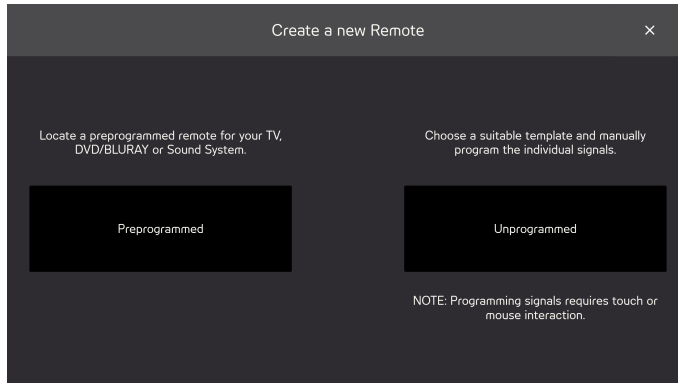 Create a new Remote
×
Locate a preprogrammed remote for your TV,
DVD/BLURAY or Sound System.
Preprogrammed
Choose a suitable template and manually
program the individual signals.
Unprogrammed
NOTE: Programming signals requires touch or
mouse interaction.